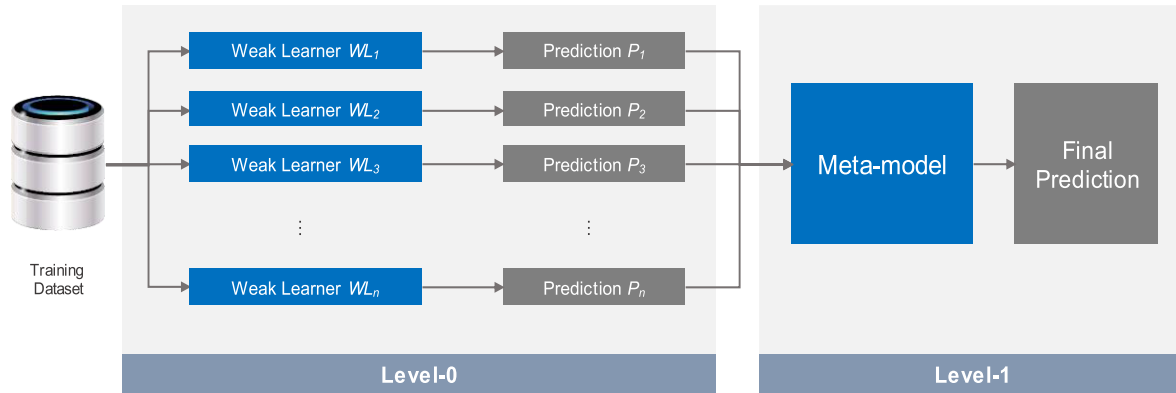 Training
Dataset
Weak Learner WL₁
Prediction P₁
Weak Learner WL₂
Prediction P₂
Weak Learner WL₃
Prediction P₃
⋮
⋮
Weak Learner WLₙ
Prediction Pₙ
Level-0
Meta-model
Final
Prediction
Level-1